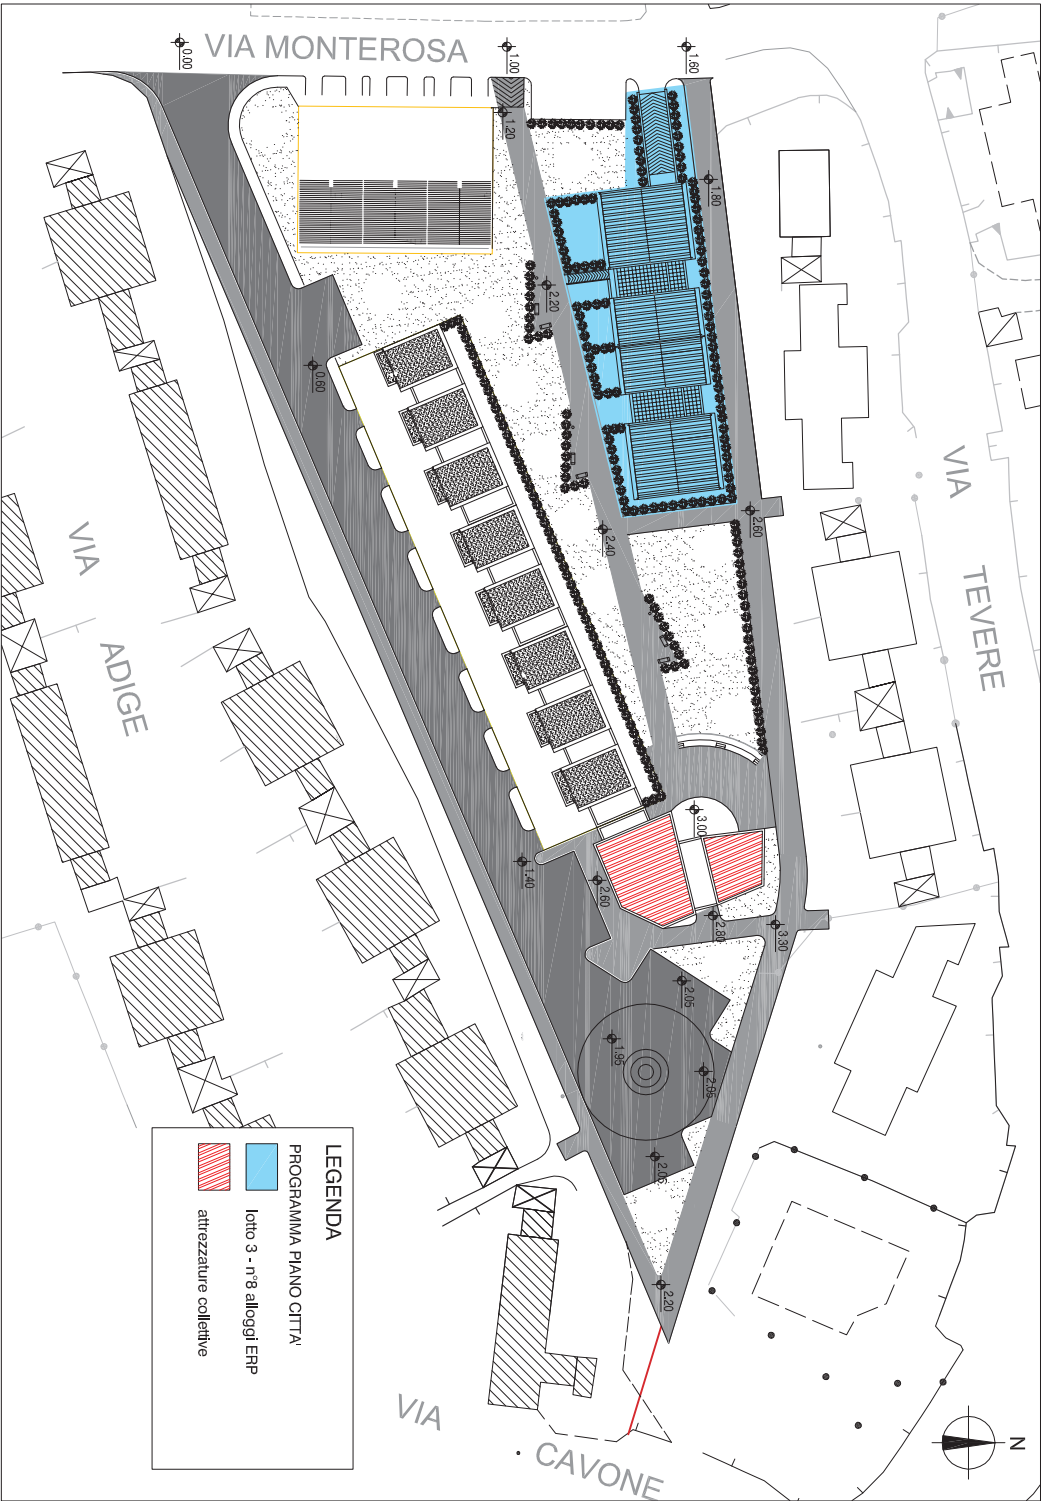 VIA MONTEROSA
0.00
1.00
1.60
1.20
1.80
2.20
0.60
2.60
2.40
VIA
TEVERE
VIA
ADIGE
3.00
1.40
2.60
2.80
3.30
2.05
1.95
2.05
2.05
2.20
LEGENDA
PROGRAMMA PIANO CITTA'
lotto 3 - n°8 alloggi ERP
attrezzature collettive
VIA
CAVONE
N